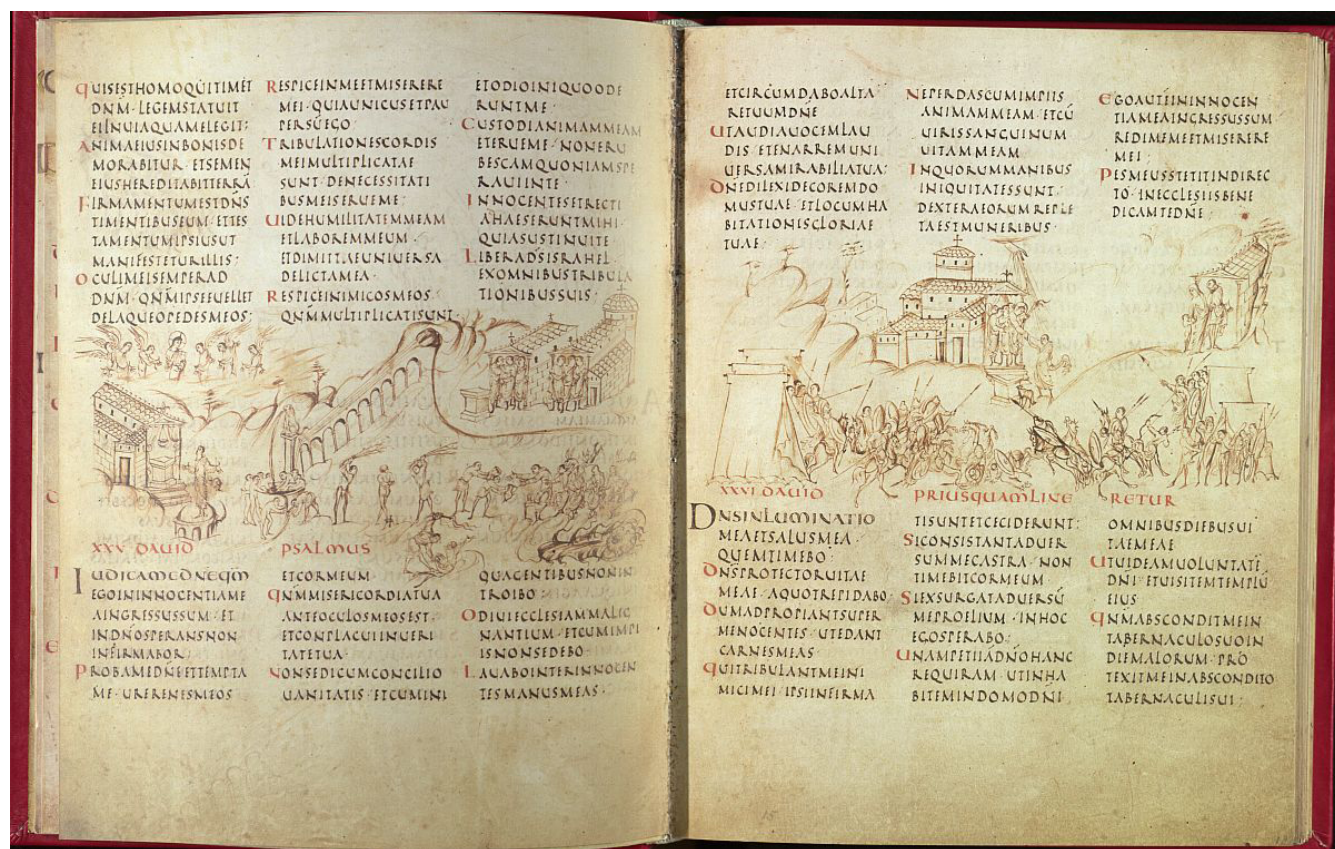 QUISESTHOMOQUITIMET
DNM·LEGEMSTATUIT
EIINUIAQUAMELEGIT:
ANIMAEIUSINBONISDE
MORABITUR·ETSEMEN
EIUSHEREDITABITTERRA
FIRMAMENTUMESTDNS
TIMENTIBUSEUM·ETTES
TAMENTUMIPSIUSUT
MANIFESTETURILLIS:
OCULIMEISEMPERAD
DNM·QNMIPSEEUELLET
DELAQUEOPEDESMEOS:
RESPICEINMEETMISERERE
MEI·QUIAUNICUSETPAU
PERSUEGO·
TRIBULATIONESCORDIS
MEIMULTIPLICATAE
SUNT·DENECESSITATI
BUSMEISERUEME·
UIDEHUMILITATEMMEAM
ETLABOREMMEUM·
ETDIMITTAEUNIUERSA
DELICTAMEA·
RESPICEINIMICOSMEOS·
QNMMULTIPLICATISUNT·
ETODIOINIQUOODE
RUNTME·
CUSTODIANIMAMMEAM
ETERUEME·NONERU
BESCAMQUONIAMSPE
RAUIINTE·
INNOCENTESETRECTI
AHAESERUNTMIHI·
QUIASUSTINUITE·
LIBERADSISRAHEL
EXOMNIBUSTRIBULA
TIONIBUSSUIS·
XXV DAUID PSALMUS
IUDICAMEDNEQM
EGOININNOCENTIAME
AINGRESSUSSUM·ET
INDNOSPERANSNON
INFIRMABOR·
PROBAMEDNEETTEMPTA
ME·URERENESMEOS
ETCORMEUM·
QNMMISERICORDIATUA
ANTEOCULOSMEOSEST·
ETCONPLACUIINUERI
TATETUA·
NONSEDICUMCONCILIO
UANITATIS·ETCUMINI
QUAGENTIBUSNONIN
TROIBO·
ODIUIECCLESIAMMALIG
NANTIUM·ETCUMIMPI
ISNONSEDEBO·
LAUABOINTERINNOCEN
TESMANUSMEAS·
ETCIRCUMDABOALTA
RETUUMDNE
UTAUDIAUOCEMLAU
DIS·ETENARREMUNI
UERSAMIRABILIATUA:
DNEDILEXIDECOREMDO
MUSTUAE·ETLOCUMHA
BITATIONISGLORIAE
TUAE·
NEPERDASCUMIMPIIS
ANIMAMMEAM·ETCU
UIRISSANGUINUM
UITAMMEAM
INQUORUMMANIBUS
INIQUITATESSUNT·
DEXTERAEORUMREPLE
TAESTMUNERIBUS·
EGOAUTIININNOCEN
TIAMEAINGRESSUSSUM
REDIMEMEETMISERERE
MEI:
PESMEUSSTETITINDIREC
TO·INECCLESIISBENE
DICAMTEDNE·
XXVI DAUID PRIUSQUAMLINERETUR
DNSINLUMINATIO
MEAETSALUSMEA·
QUEMTIMEBO·
DNSPROTECTORUITAE
MEAE·AQUOTREPIDABO·
DUMADPROPIANTSUPER
MENOCENTES·UTEDANT
CARNESMEAS·
QUITRIBULANTMEINI
MICIMEI·IPSIINFIRMA
TISUNTETCECIDERUNT:
SICONSISTANTADUER
SUMMECASTRA·NON
TIMEBITCORMEUM·
SIEXSURGATADUERSU
MEPROELIUM·INHOC
EGOSPERABO:
UNAMPETIIADNOHANC
REQUIRAM·UTINHA
BITEMINDOMODNI
OMNIBUSDIEBUSUI
TAEMEAE
UTUIDEAMUOLUNTATE
DNI·ETUISITEMTEMPLU
EIUS·
QNMABSCONDITMEIN
TABERNACULOSUOIN
DIEMALORUM·PRO
TEXITMEINABSCONDITO
TABERNACULISUI·